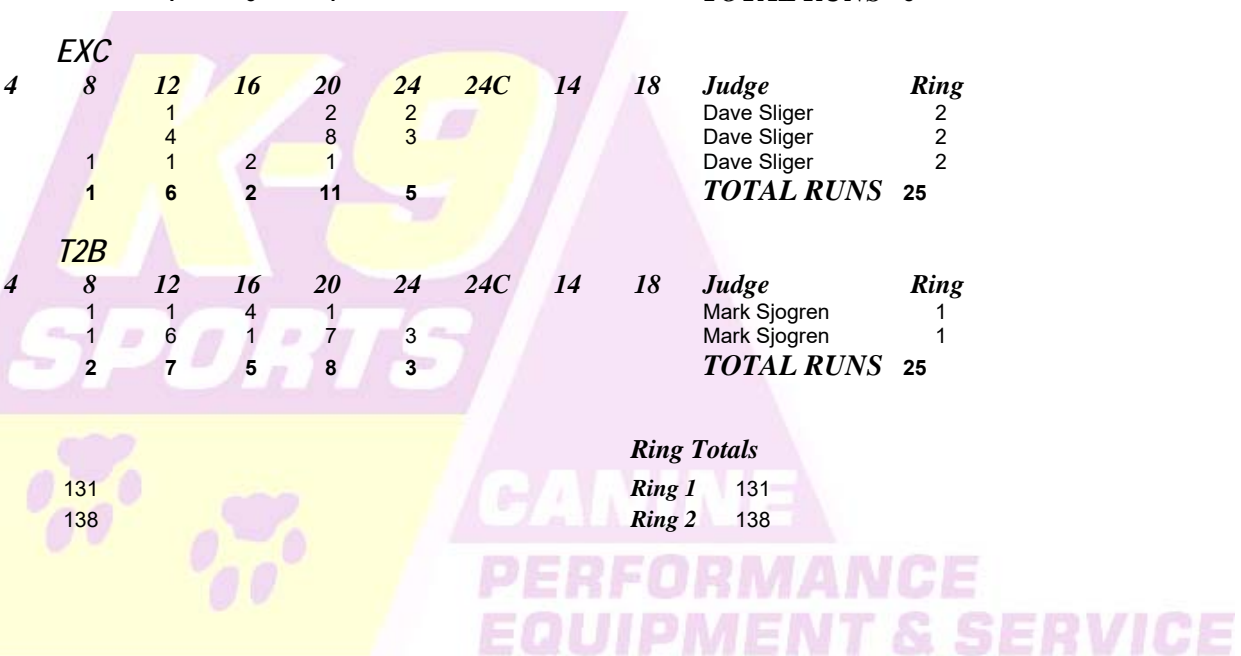 EXC
4 8 12 16 20 24 24C 14 18 Judge Ring
1 2 2 Dave Sliger 2
4 8 3 Dave Sliger 2
1 1 2 1 Dave Sliger 2
1 6 2 11 5 TOTAL RUNS 25
T2B
4 8 12 16 20 24 24C 14 18 Judge Ring
1 1 4 1 Mark Sjogren 1
1 6 1 7 3 Mark Sjogren 1
2 7 5 8 3 TOTAL RUNS 25
Ring Totals
131 Ring 1 131
138 Ring 2 138
K-9
SPORTS
CANINE
PERFORMANCE
EQUIPMENT & SERVICE